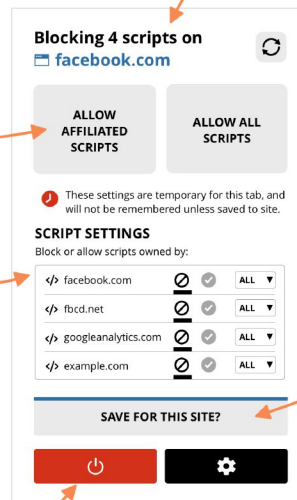 Blocking 4 scripts on
facebook.com
ALLOW
AFFILIATED
SCRIPTS
ALLOW ALL
SCRIPTS
These settings are temporary for this tab, and
will not be remembered unless saved to site.
SCRIPT SETTINGS
Block or allow scripts owned by:
</> facebook.com ALL ▼
</> fbcd.net ALL ▼
</> googleanalytics.com ALL ▼
</> example.com ALL ▼
SAVE FOR THIS SITE?